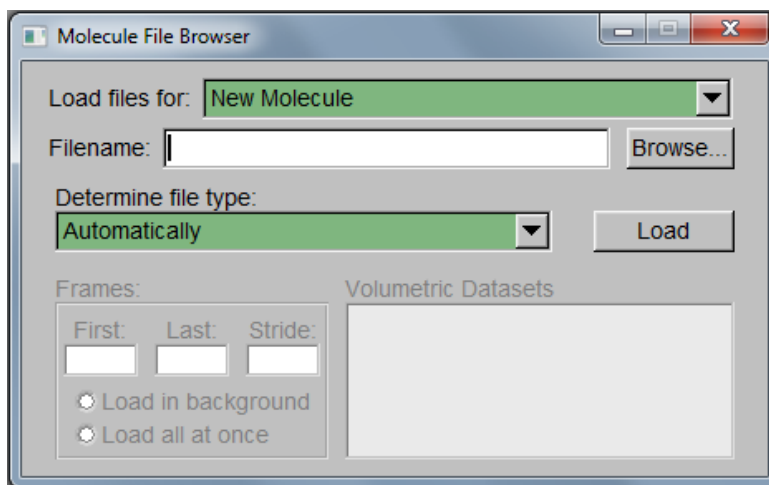 Molecule File Browser
Load files for: New Molecule
Filename: Browse...
Determine file type:
Automatically Load
Frames: Volumetric Datasets
First: Last: Stride:
Load in background
Load all at once